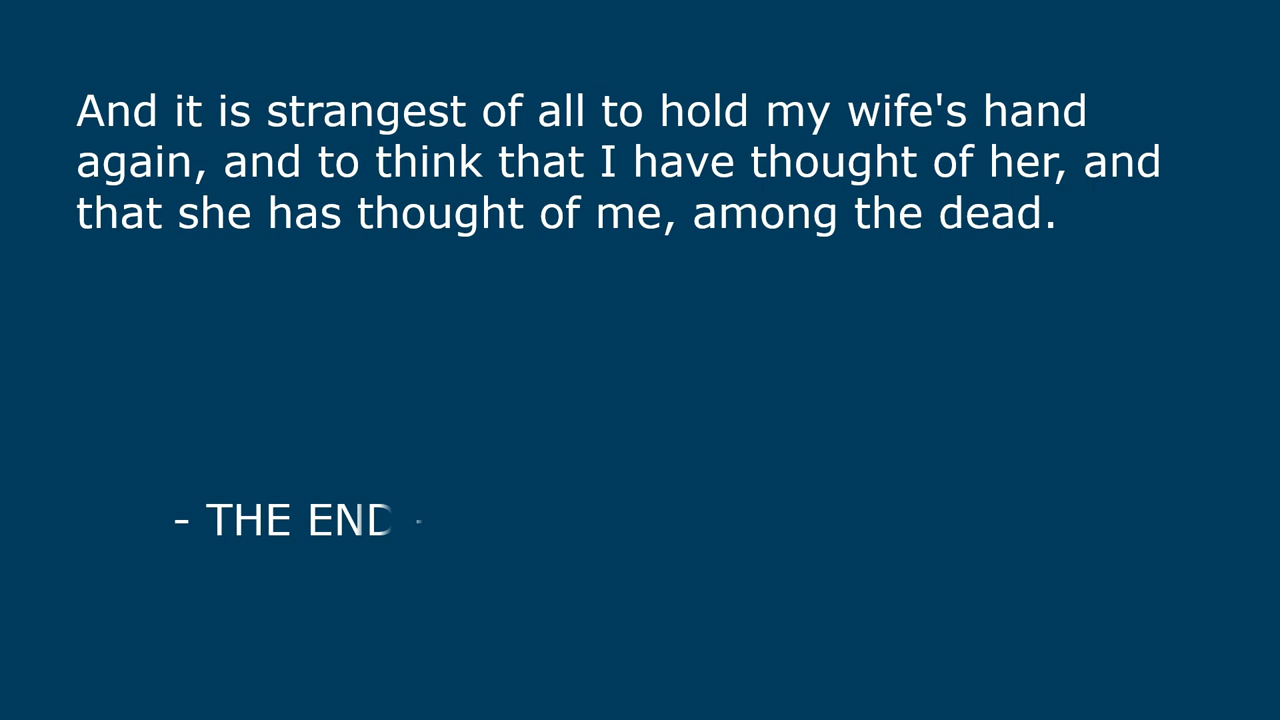 And it is strangest of all to hold my wife's hand
again, and to think that I have thought of her, and
that she has thought of me, among the dead.
- THE END -